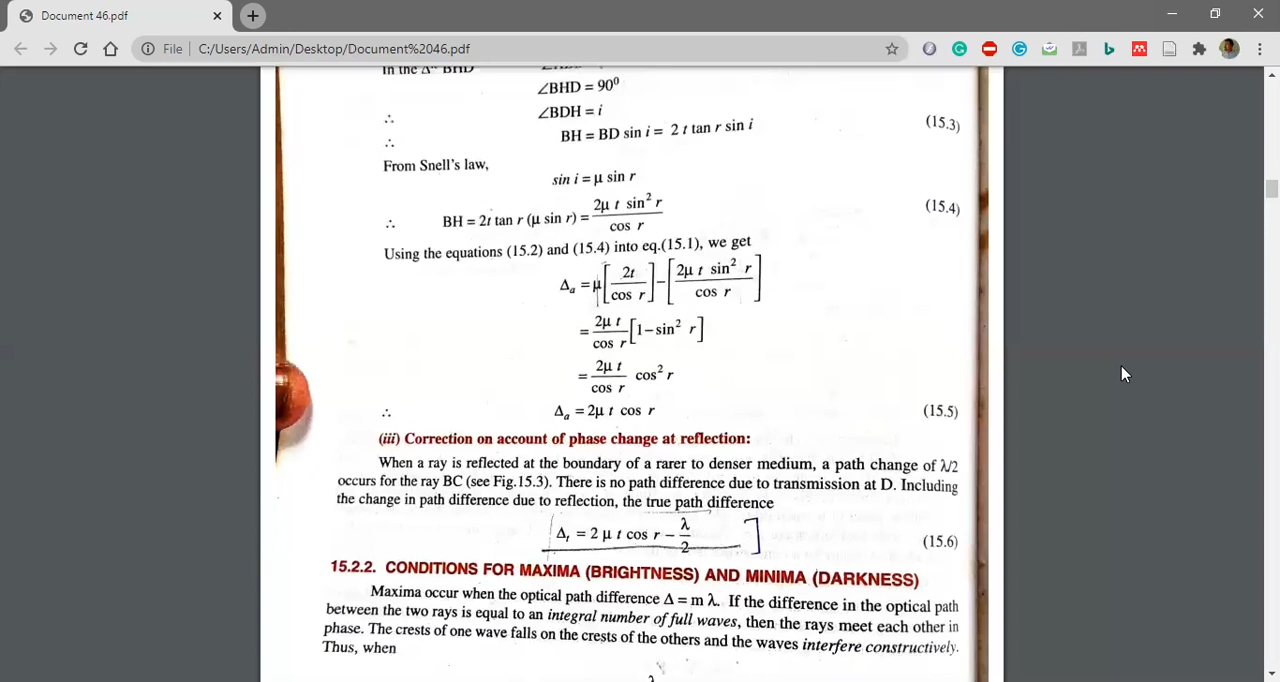 Document 46.pdf
File | C:/Users/Admin/Desktop/Document%2046.pdf
In the Δ BHD
∠BHD = 90⁰
∴ ∠BDH = i
∴ BH = BD sin i = 2 t tan r sin i (15.3)
From Snell's law,
sin i = μ sin r
∴ BH = 2t tan r (μ sin r) = 2μ t sin² r / cos r (15.4)
Using the equations (15.2) and (15.4) into eq.(15.1), we get
Δₐ = μ[2t / cos r] − [2μ t sin² r / cos r]
= 2μ t / cos r [1 − sin² r]
= 2μ t / cos r cos² r
∴ Δₐ = 2μ t cos r (15.5)
(iii) Correction on account of phase change at reflection:
When a ray is reflected at the boundary of a rarer to denser medium, a path change of λ/2
occurs for the ray BC (see Fig.15.3). There is no path difference due to transmission at D. Including
the change in path difference due to reflection, the true path difference
Δₜ = 2 μ t cos r − λ/2 (15.6)
15.2.2. CONDITIONS FOR MAXIMA (BRIGHTNESS) AND MINIMA (DARKNESS)
Maxima occur when the optical path difference Δ = m λ. If the difference in the optical path
between the two rays is equal to an integral number of full waves, then the rays meet each other in
phase. The crests of one wave falls on the crests of the others and the waves interfere constructively.
Thus, when